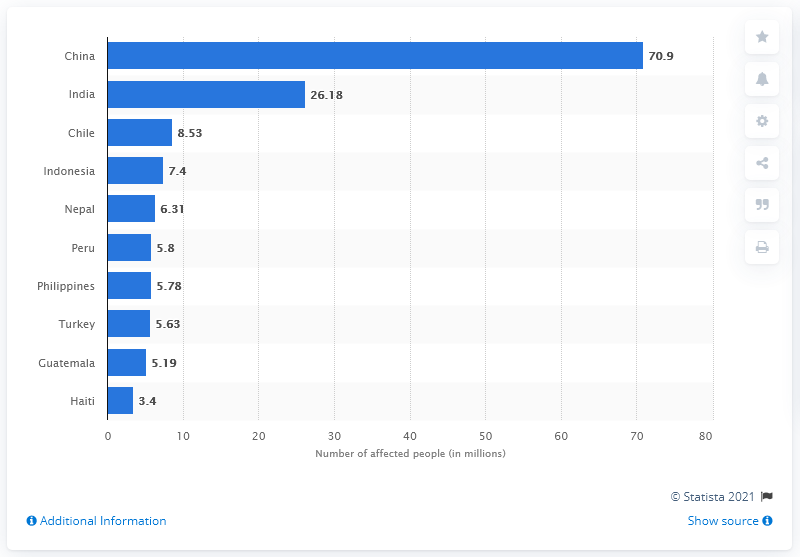 China 70.9
India 26.18
Chile 8.53
Indonesia 7.4
Nepal 6.31
Peru 5.8
Philippines 5.78
Turkey 5.63
Guatemala 5.19
Haiti 3.4
0 10 20 30 40 50 60 70 80
Number of affected people (in millions)
© Statista 2021
Additional Information Show source